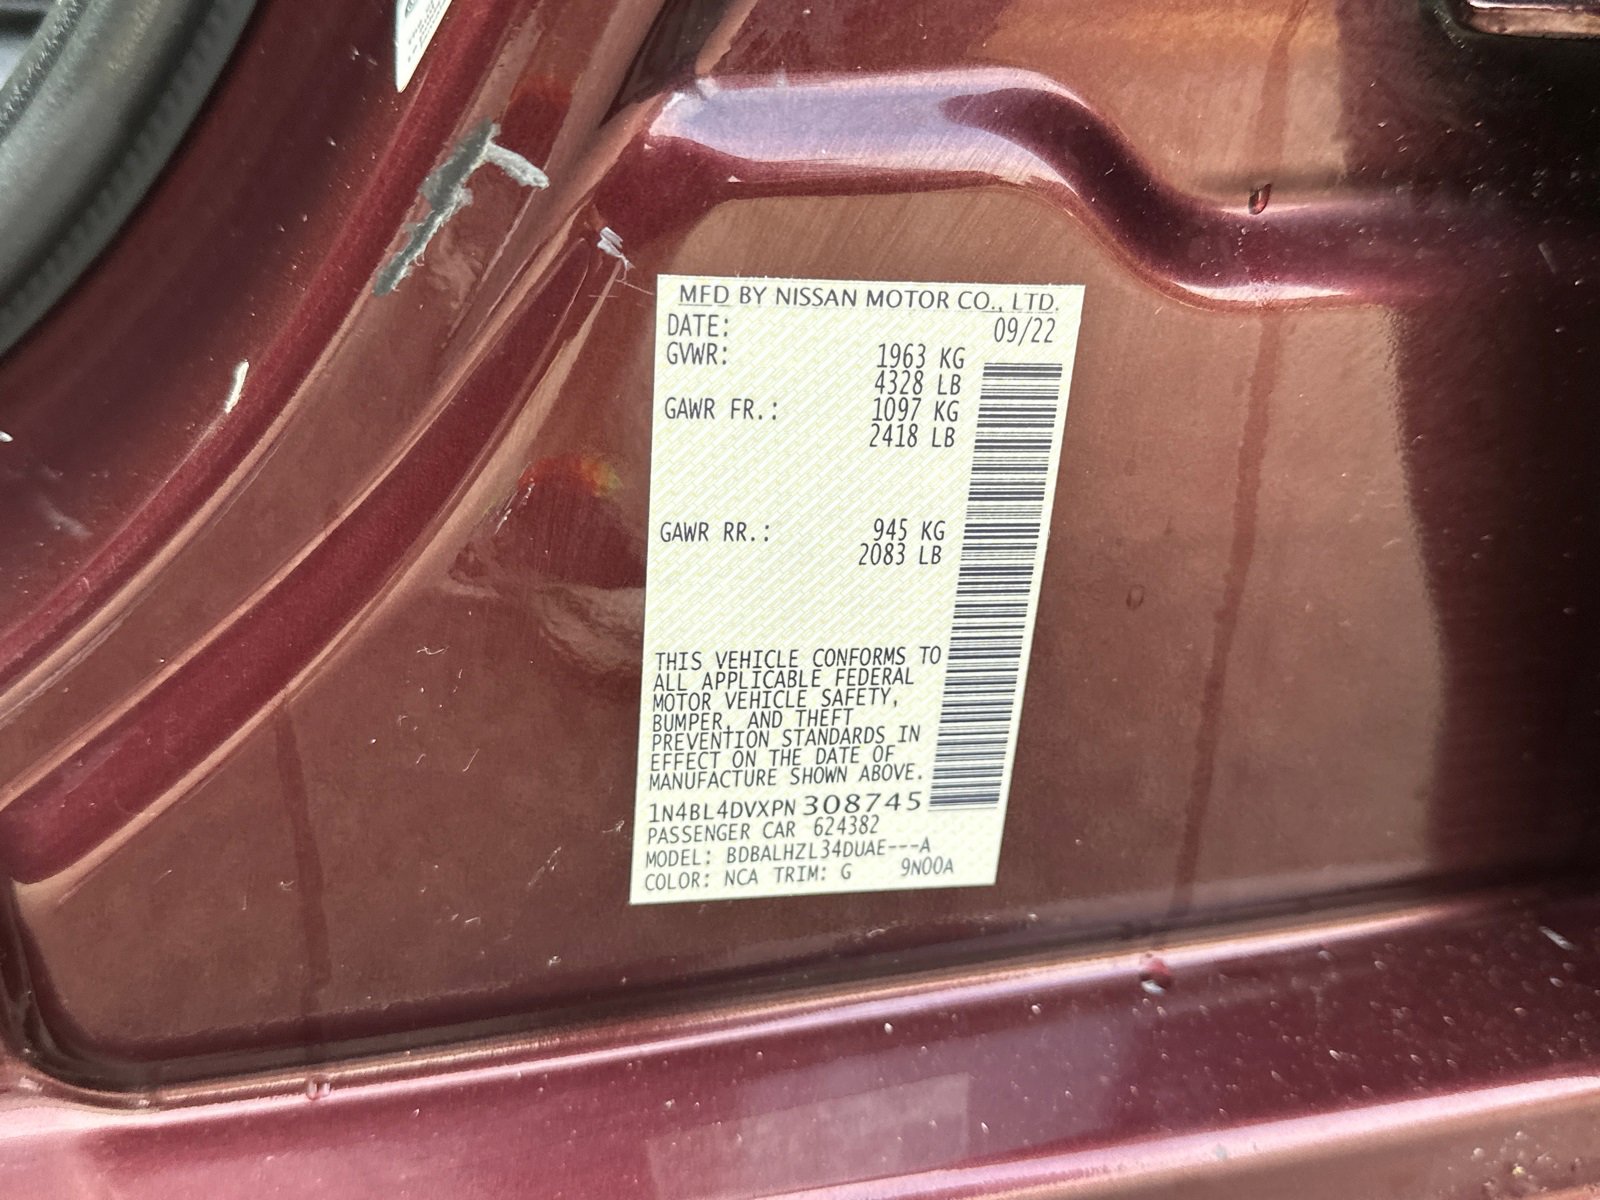 MFD BY NISSAN MOTOR CO., LTD.
DATE: 09/22
GVWR: 1963 KG
4328 LB
GAWR FR.: 1097 KG
2418 LB
GAWR RR.: 945 KG
2083 LB
THIS VEHICLE CONFORMS TO
ALL APPLICABLE FEDERAL
MOTOR VEHICLE SAFETY,
BUMPER, AND THEFT
PREVENTION STANDARDS IN
EFFECT ON THE DATE OF
MANUFACTURE SHOWN ABOVE.
1N4BL4DVXPN308745
PASSENGER CAR 624382
MODEL: BDBALHZL34DUAE---A
COLOR: NCA TRIM: G 9N00A